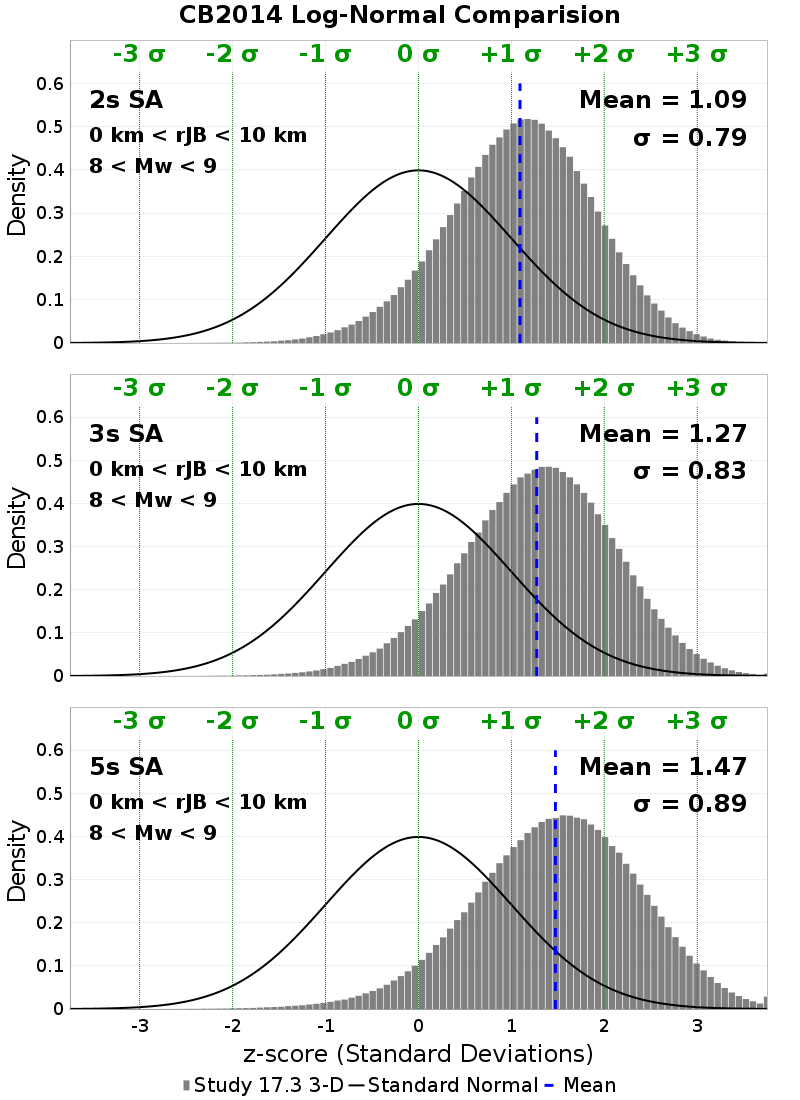 CB2014 Log-Normal Comparision
-3 σ -2 σ -1 σ 0 σ +1 σ +2 σ +3 σ
2s SA
0 km < rJB < 10 km
8 < Mw < 9
Mean = 1.09
σ = 0.79
Density
0.6
0.5
0.4
0.3
0.2
0.1
0
-3 σ -2 σ -1 σ 0 σ +1 σ +2 σ +3 σ
3s SA
0 km < rJB < 10 km
8 < Mw < 9
Mean = 1.27
σ = 0.83
Density
0.6
0.5
0.4
0.3
0.2
0.1
0
-3 σ -2 σ -1 σ 0 σ +1 σ +2 σ +3 σ
5s SA
0 km < rJB < 10 km
8 < Mw < 9
Mean = 1.47
σ = 0.89
Density
0.6
0.5
0.4
0.3
0.2
0.1
0
-3 -2 -1 0 1 2 3
z-score (Standard Deviations)
Study 17.3 3-D Standard Normal Mean